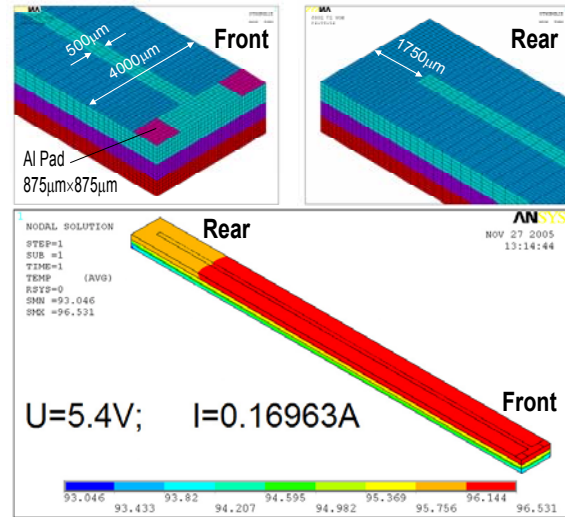 ANSYS
Front
500μm
4000μm
Al Pad
875μm×875μm
Rear
1750μm
1
NODAL SOLUTION
STEP=1
SUB =1
TIME=1
TEMP (AVG)
RSYS=0
SMN =93.046
SMX =96.531
Rear
ANSYS
NOV 27 2005
13:14:44
U=5.4V; I=0.16963A
Front
93.046 93.82 94.595 95.369 96.144
93.433 94.207 94.982 95.756 96.531